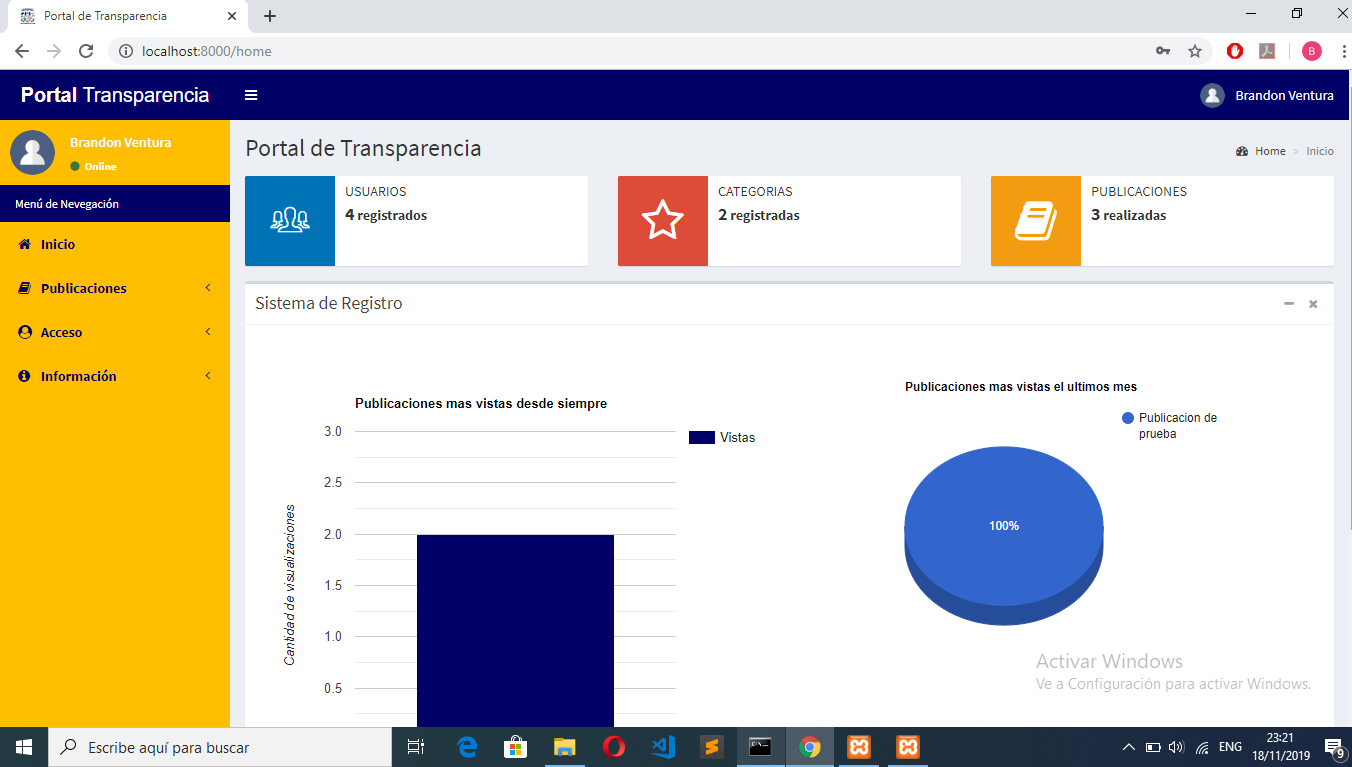 Portal de Transparencia
localhost:8000/home
B
Portal Transparencia
Brandon Ventura
Brandon Ventura
Online
Menú de Nevegación
Inicio
Publicaciones
Acceso
Información
Portal de Transparencia
Home > Inicio
USUARIOS
4 registrados
CATEGORIAS
2 registradas
PUBLICACIONES
3 realizadas
Sistema de Registro
Publicaciones mas vistas desde siempre
3.0
2.5
2.0
1.5
1.0
0.5
Cantidad de visualizaciones
Vistas
Publicaciones mas vistas el ultimos mes
Publicacion de
prueba
100%
Activar Windows
Ve a Configuración para activar Windows.
Escribe aquí para buscar
ENG
23:21
18/11/2019
9